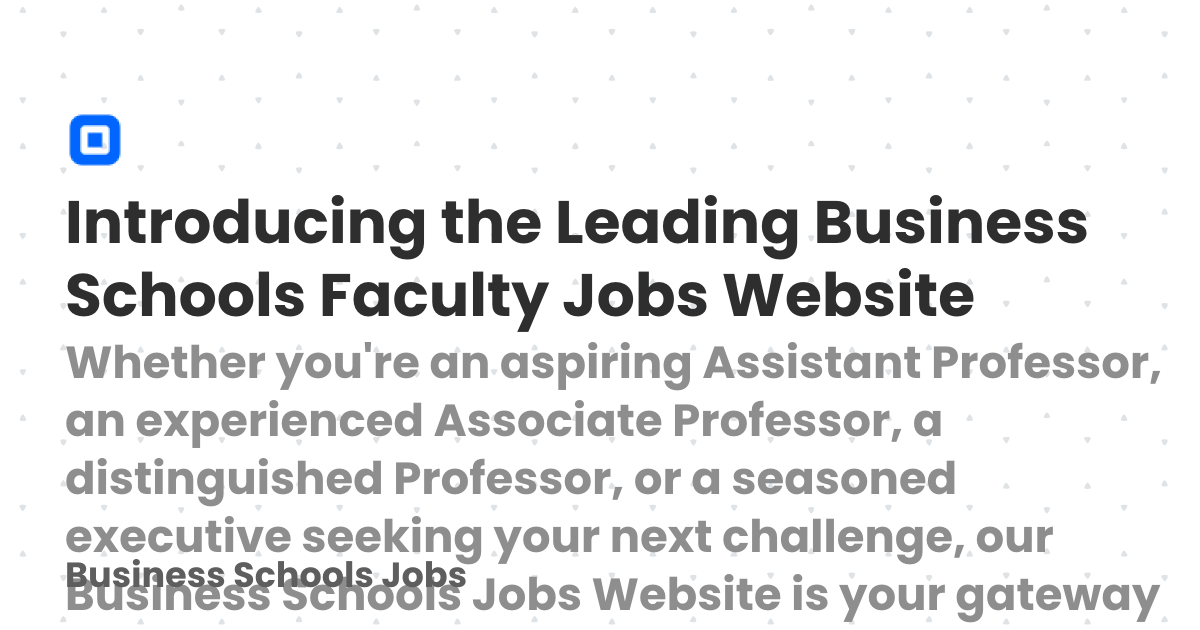 Introducing the Leading Business
Schools Faculty Jobs Website
Whether you're an aspiring Assistant Professor,
an experienced Associate Professor, a
distinguished Professor, or a seasoned
executive seeking your next challenge, our
Business Schools Jobs
Business Schools Jobs Website is your gateway